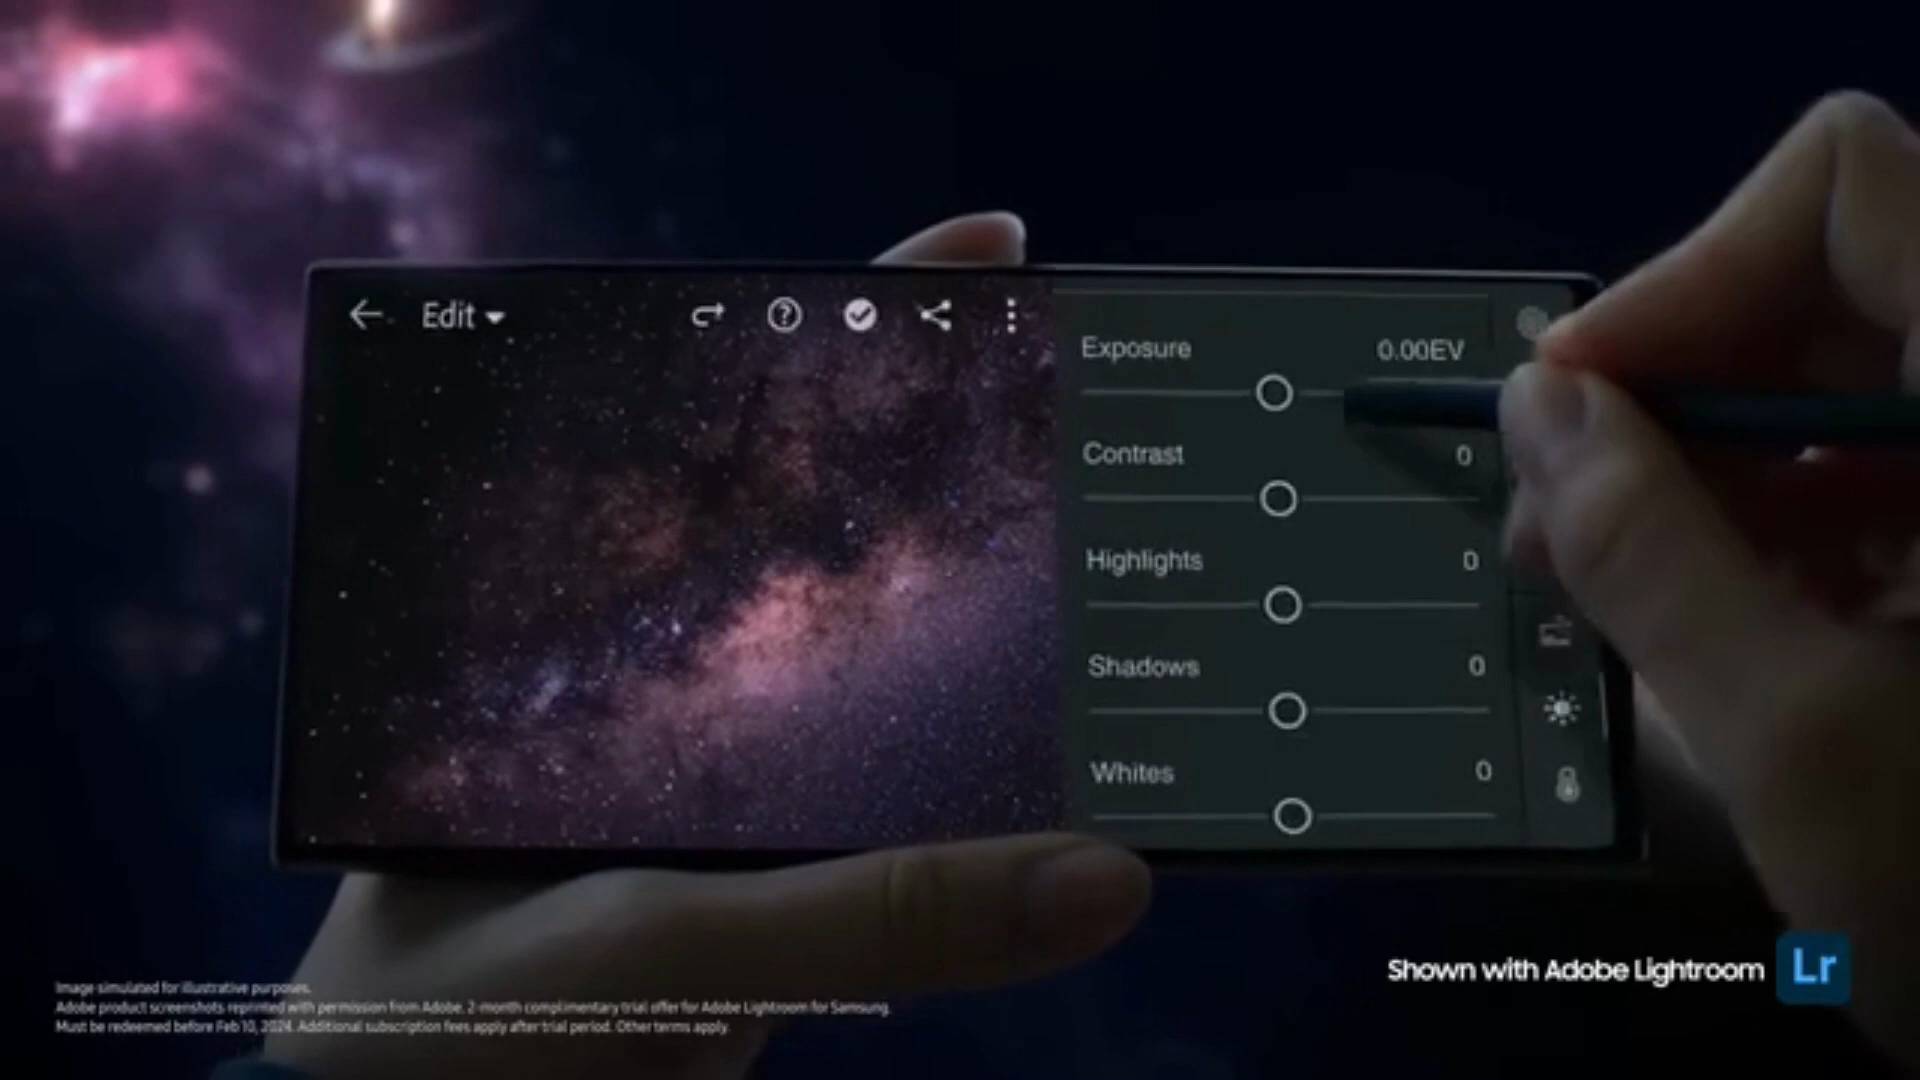 Edit
Exposure 0.00EV
Contrast 0
Highlights 0
Shadows 0
Whites 0
Shown with Adobe Lightroom Lr
Image simulated for illustrative purposes.
Adobe product screenshots reprinted with permission from Adobe. 2-month complimentary trial offer for Adobe Lightroom for Samsung.
Must be redeemed before Feb 10, 2024. Additional subscription fees apply after trial period. Other terms apply.